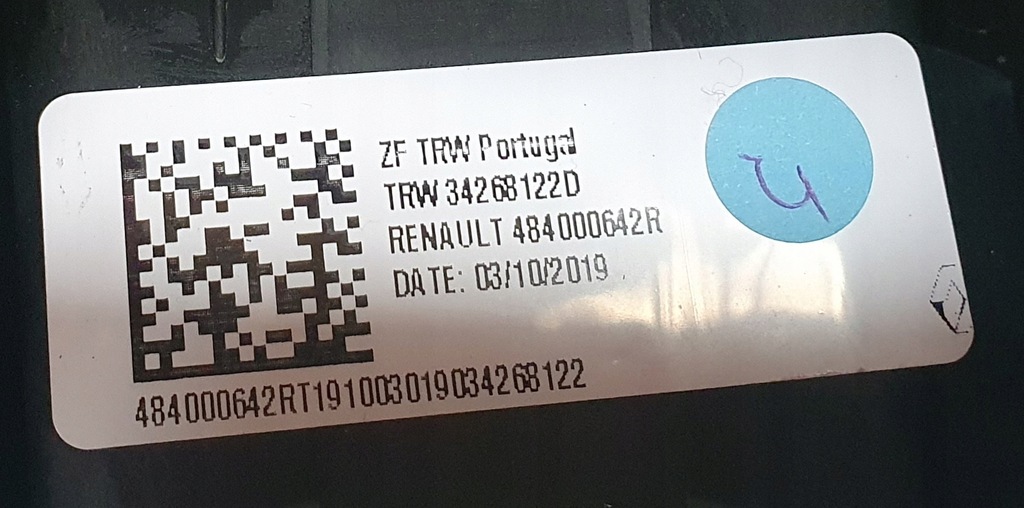 ZF TRW Portugal
TRW 34268122D
RENAULT 484000642R
DATE: 03/10/2019
484000642RT191003019034268122